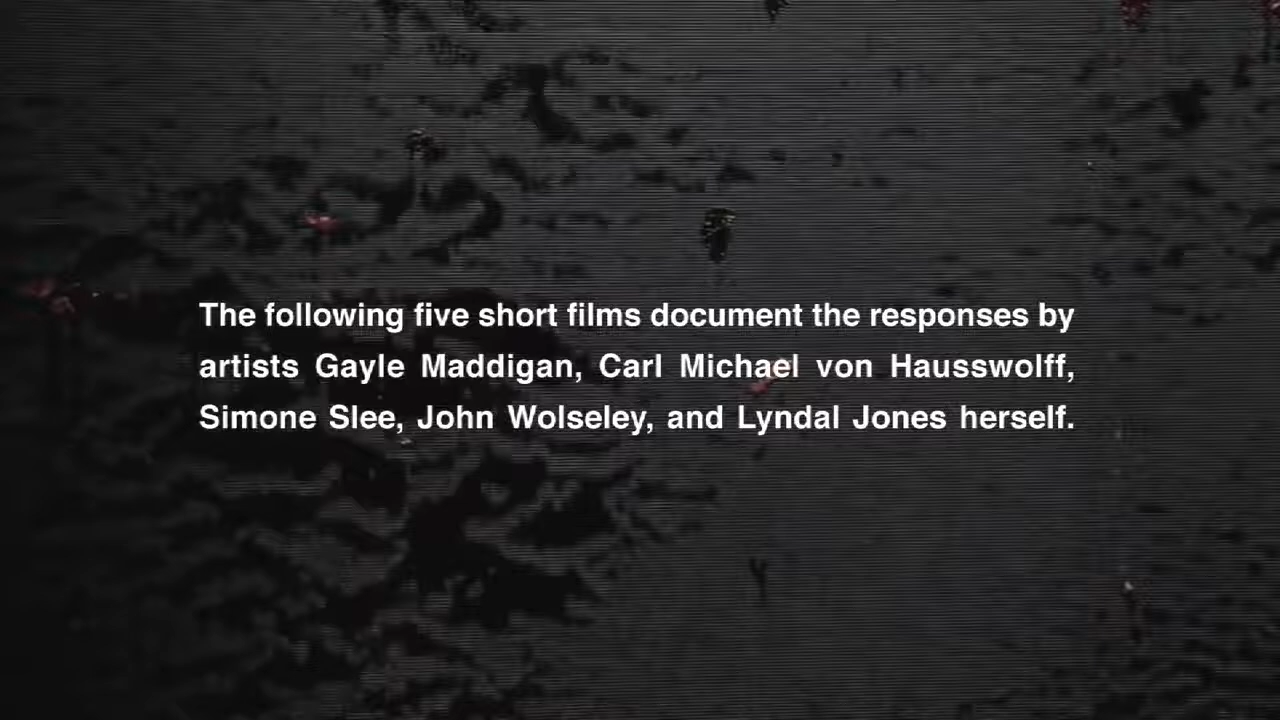 The following five short films document the responses by
artists Gayle Maddigan, Carl Michael von Hausswolff,
Simone Slee, John Wolseley, and Lyndal Jones herself.